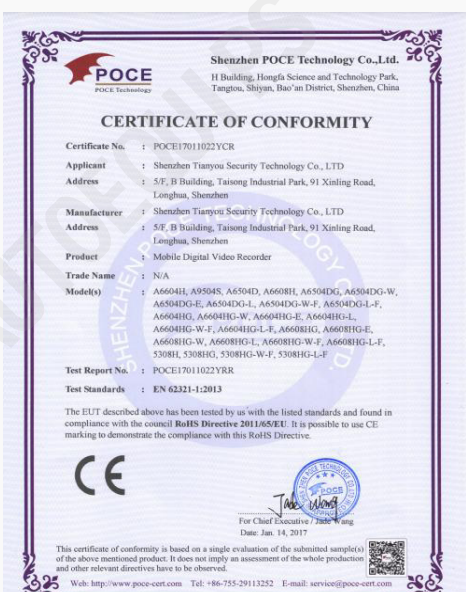 POCE
POCE Technology
Shenzhen POCE Technology Co.,Ltd.
H Building, Hongfa Science and Technology Park,
Tangtou, Shiyan, Bao'an District, Shenzhen, China
CERTIFICATE OF CONFORMITY
Certificate No. : POCE17011022YCR
Applicant : Shenzhen Tianyou Security Technology Co., LTD
Address : 5/F, B Building, Taisong Industrial Park, 91 Xinling Road,
Longhua, Shenzhen
Manufacturer : Shenzhen Tianyou Security Technology Co., LTD
Address : 5/F, B Building, Taisong Industrial Park, 91 Xinling Road,
Longhua, Shenzhen
Product : Mobile Digital Video Recorder
Trade Name : N/A
Model(s) : A6604H, A9504S, A6504D, A6608H, A6504DG, A6504DG-W,
A6504DG-E, A6504DG-L, A6504DG-W-F, A6504DG-L-F,
A6604HG, A6604HG-W, A6604HG-E, A6604HG-L,
A6604HG-W-F, A6604HG-L-F, A6608HG, A6608HG-E,
A6608HG-W, A6608HG-L, A6608HG-W-F, A6608HG-L-F,
5308H, 5308HG, 5308HG-W-F, 5308HG-L-F
Test Report No. : POCE17011022YRR
Test Standards : EN 62321-1:2013
The EUT described above has been tested by us with the listed standards and found in
compliance with the council RoHS Directive 2011/65/EU. It is possible to use CE
marking to demonstrate the compliance with this RoHS Directive.
CE
POCE
Jade Wang
For Chief Executive / Jade Wang
Date: Jan. 14, 2017
This certificate of conformity is based on a single evaluation of the submitted sample(s)
of the above mentioned product. It does not imply an assessment of the whole production
and other relevant directives have to be observed.
Web: http://www.poce-cert.com Tel: +86-755-29113252 E-mail: service@poce-cert.com
SHENZHEN POCE TECHNOLOGY CO., LTD.